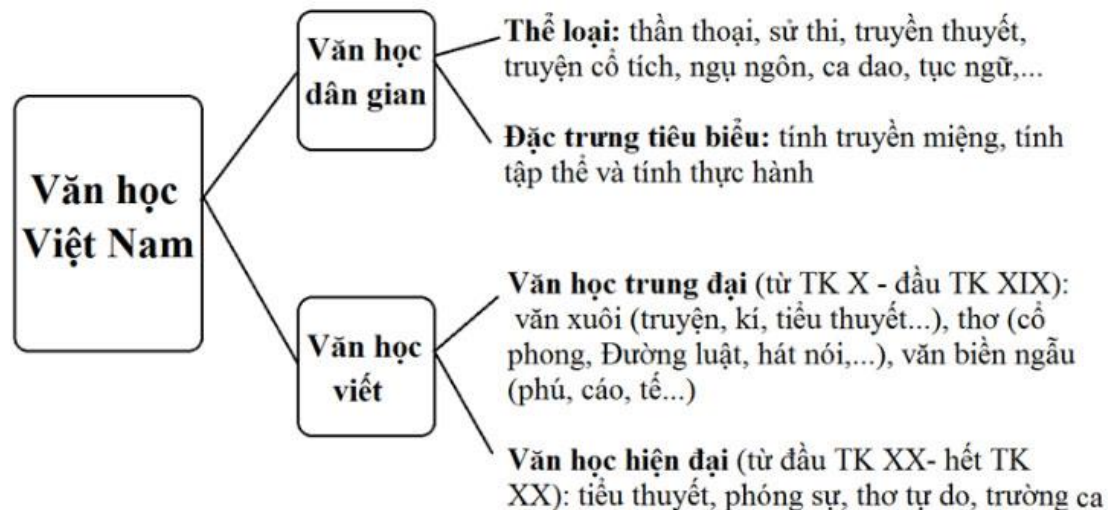 Văn học
Việt Nam
Văn học
dân gian
Thể loại: thần thoại, sử thi, truyền thuyết,
truyện cổ tích, ngụ ngôn, ca dao, tục ngữ,...
Đặc trưng tiêu biểu: tính truyền miệng, tính
tập thể và tính thực hành
Văn học
viết
Văn học trung đại (từ TK X - đầu TK XIX):
văn xuôi (truyện, kí, tiểu thuyết...), thơ (cổ
phong, Đường luật, hát nói,...), văn biền ngẫu
(phú, cáo, tế...)
Văn học hiện đại (từ đầu TK XX- hết TK
XX): tiểu thuyết, phóng sự, thơ tự do, trường ca